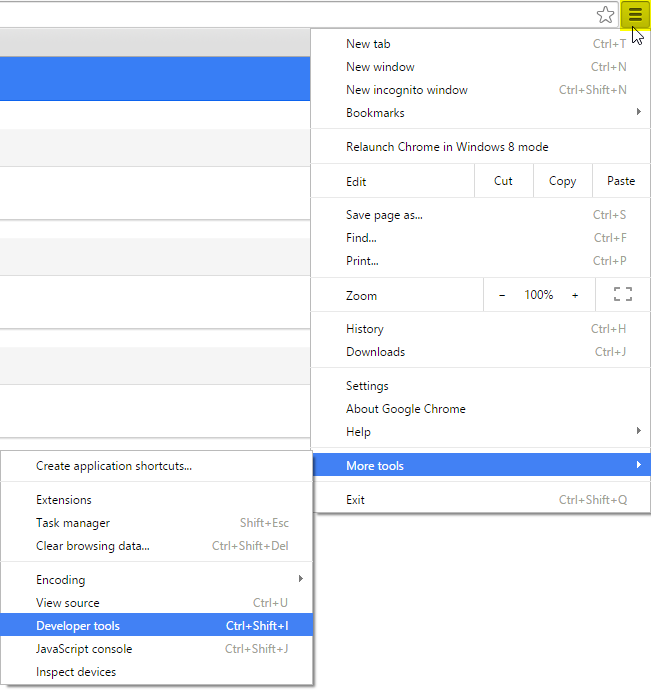 New tab Ctrl+T
New window Ctrl+N
New incognito window Ctrl+Shift+N
Bookmarks
Relaunch Chrome in Windows 8 mode
Edit Cut Copy Paste
Save page as... Ctrl+S
Find... Ctrl+F
Print... Ctrl+P
Zoom − 100% +
History Ctrl+H
Downloads Ctrl+J
Settings
About Google Chrome
Help
More tools
Exit Ctrl+Shift+Q
Create application shortcuts...
Extensions
Task manager Shift+Esc
Clear browsing data... Ctrl+Shift+Del
Encoding
View source Ctrl+U
Developer tools Ctrl+Shift+I
JavaScript console Ctrl+Shift+J
Inspect devices